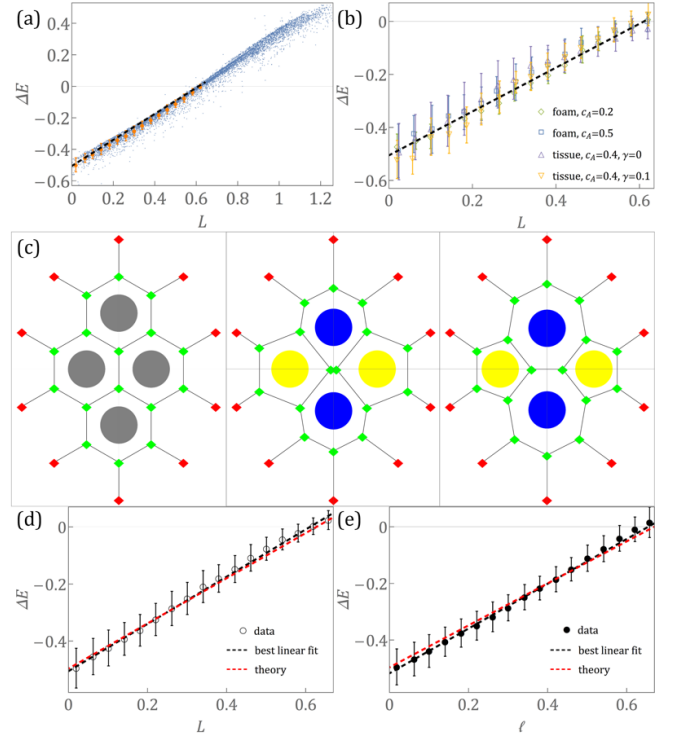 (a)
0.4
0.2
0
−0.2
−0.4
−0.6
ΔE
0 0.2 0.4 0.6 0.8 1.0 1.2
L
(b)
0
−0.2
−0.4
−0.6
ΔE
foam, cA=0.2
foam, cA=0.5
tissue, cA=0.4, γ=0
tissue, cA=0.4, γ=0.1
0 0.1 0.2 0.3 0.4 0.5 0.6
L
(c)
(d)
0
−0.2
−0.4
ΔE
data
best linear fit
theory
0 0.2 0.4 0.6
L
(e)
0
−0.2
−0.4
ΔE
data
best linear fit
theory
0 0.2 0.4 0.6
ℓ